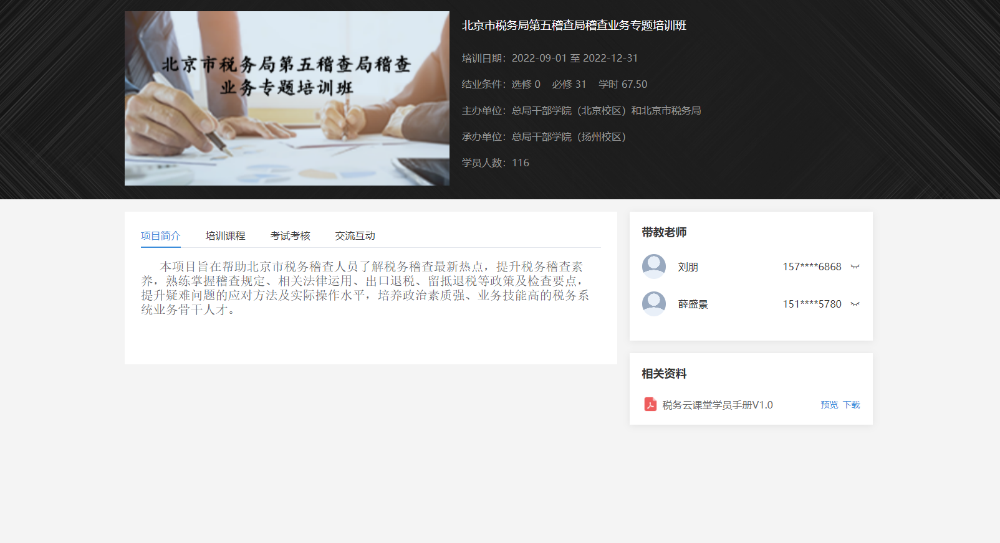 北京市税务局第五稽查局稽查
业务专题培训班
北京市税务局第五稽查局稽查业务专题培训班
培训日期：2022-09-01 至 2022-12-31
结业条件：选修 0 必修 31 学时 67.50
主办单位：总局干部学院（北京校区）和北京市税务局
承办单位：总局干部学院（扬州校区）
学员人数：116
项目简介 培训课程 考试考核 交流互动
本项目旨在帮助北京市税务稽查人员了解税务稽查最新热点，提升税务稽查素
养，熟练掌握稽查规定、相关法律运用、出口退税、留抵退税等政策及检查要点，
提升疑难问题的应对方法及实际操作水平，培养政治素质强、业务技能高的税务系
统业务骨干人才。
带教老师
刘朋 157****6868
薛盛景 151****5780
相关资料
税务云课堂学员手册V1.0 预览 下载